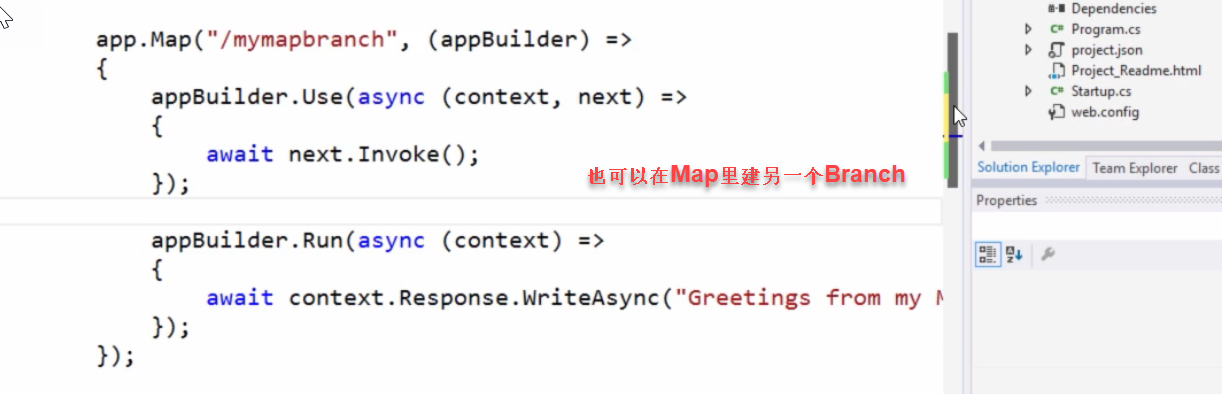 app.Map("/mymapbranch", (appBuilder) =>
{
appBuilder.Use(async (context, next) =>
{
await next.Invoke();
});
也可以在Map里建另一个Branch
appBuilder.Run(async (context) =>
{
await context.Response.WriteAsync("Greetings from my
});
});
Dependencies
Program.cs
project.json
Project_Readme.html
Startup.cs
web.config
Solution Explorer Team Explorer Class
Properties